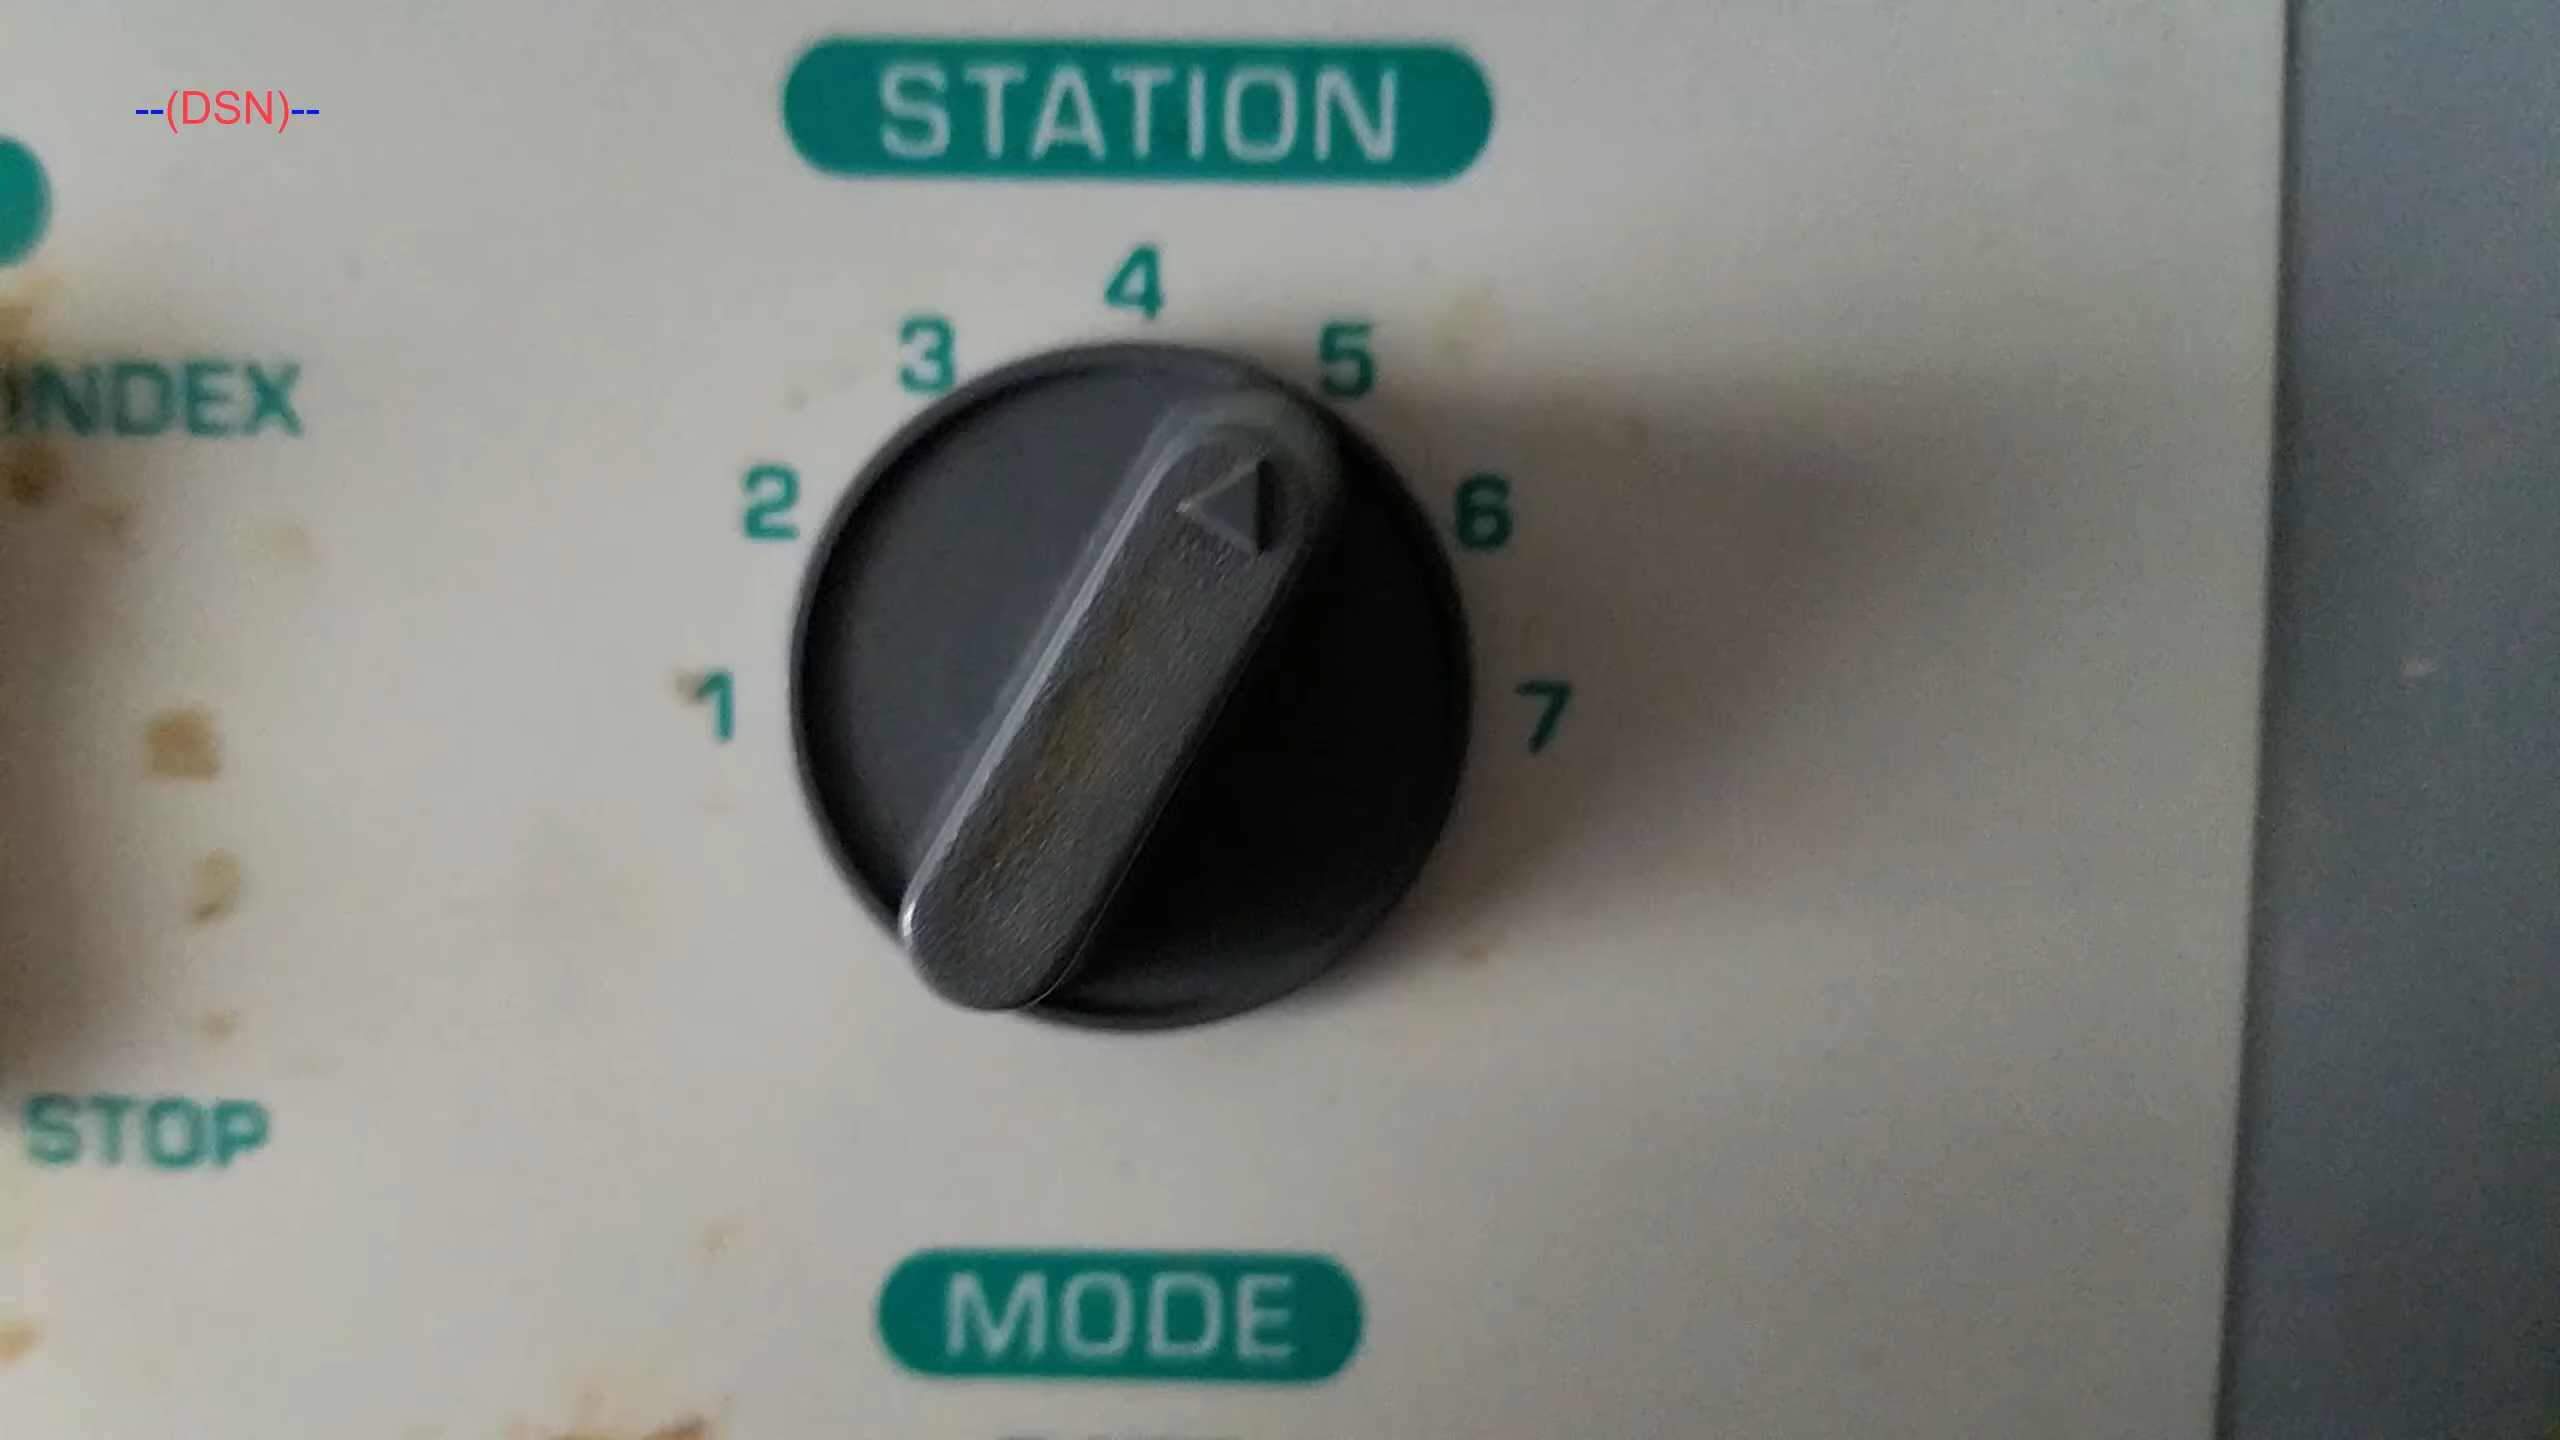 --(DSN)--
STATION
4
3 5
INDEX
2 6
1 7
STOP
MODE